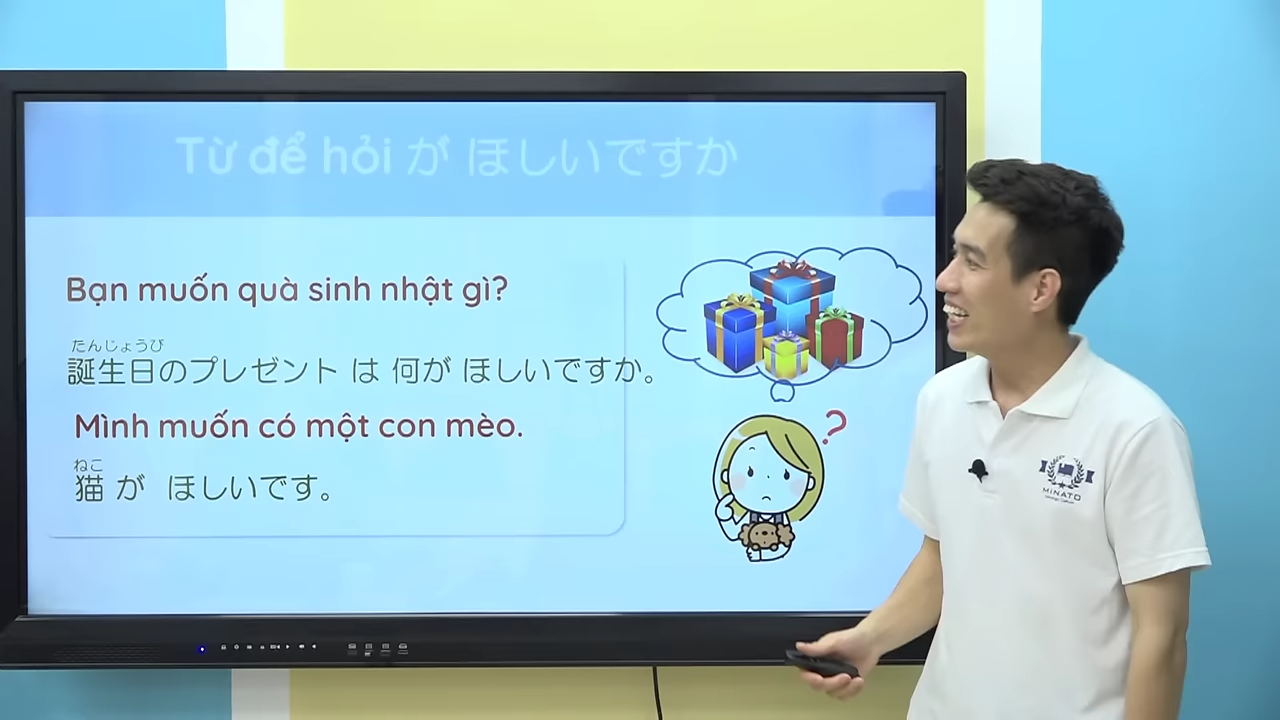 Từ để hỏi が ほしいですか
Bạn muốn quà sinh nhật gì?
たんじょうび
誕生日のプレゼント は 何が ほしいですか。
Mình muốn có một con mèo.
ねこ
猫 が ほしいです。
?
MINATO